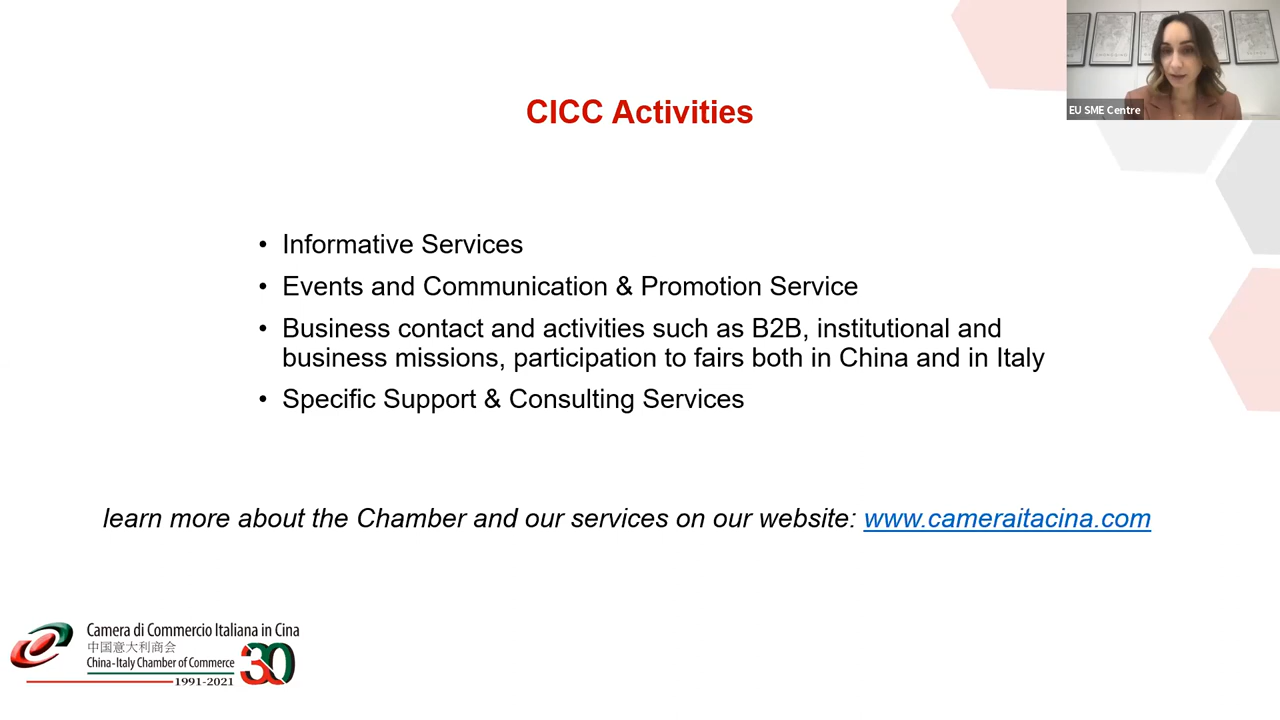 CICC Activities
EU SME Centre
• Informative Services
• Events and Communication & Promotion Service
• Business contact and activities such as B2B, institutional and
business missions, participation to fairs both in China and in Italy
• Specific Support & Consulting Services
learn more about the Chamber and our services on our website: www.cameraitacina.com
Camera di Commercio Italiana in Cina
中国意大利商会
China-Italy Chamber of Commerce
30
1991-2021